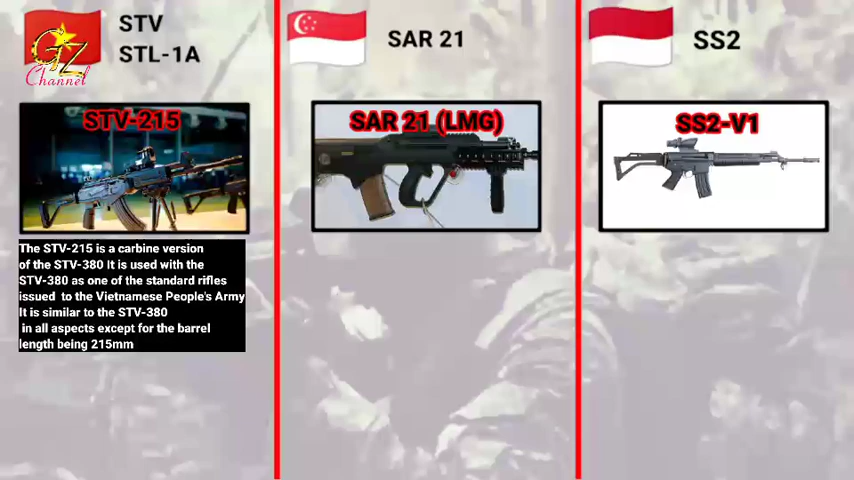 GZ
Channel
STV
STL-1A
SAR 21
SS2
STV-215
SAR 21 (LMG)
SS2-V1
The STV-215 is a carbine version
of the STV-380 It is used with the
STV-380 as one of the standard rifles
issued to the Vietnamese People's Army
It is similar to the STV-380
in all aspects except for the barrel
length being 215mm